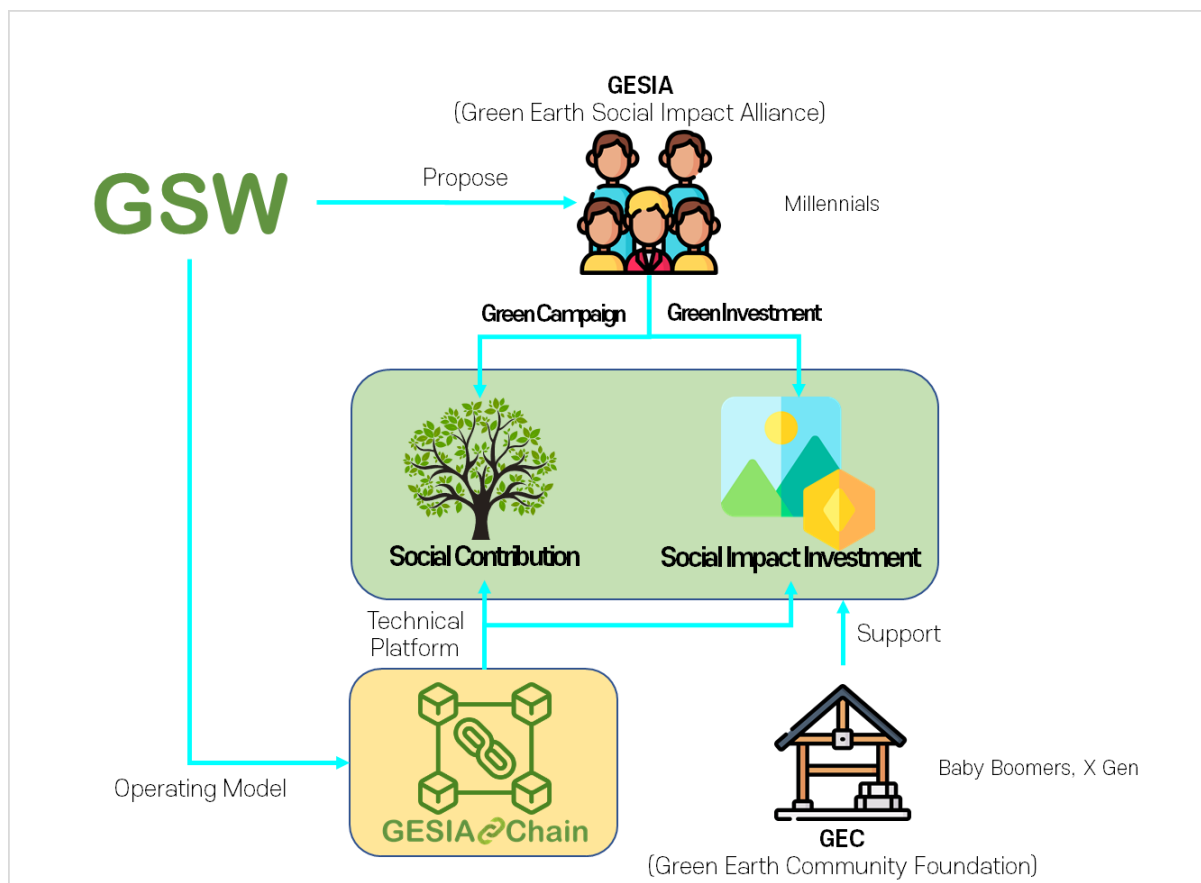 GESIA
(Green Earth Social Impact Alliance)
GSW
Propose
Millennials
Green Campaign
Green Investment
Social Contribution
Social Impact Investment
Technical
Platform
Support
Operating Model
GESIA Chain
Baby Boomers, X Gen
GEC
(Green Earth Community Foundation)